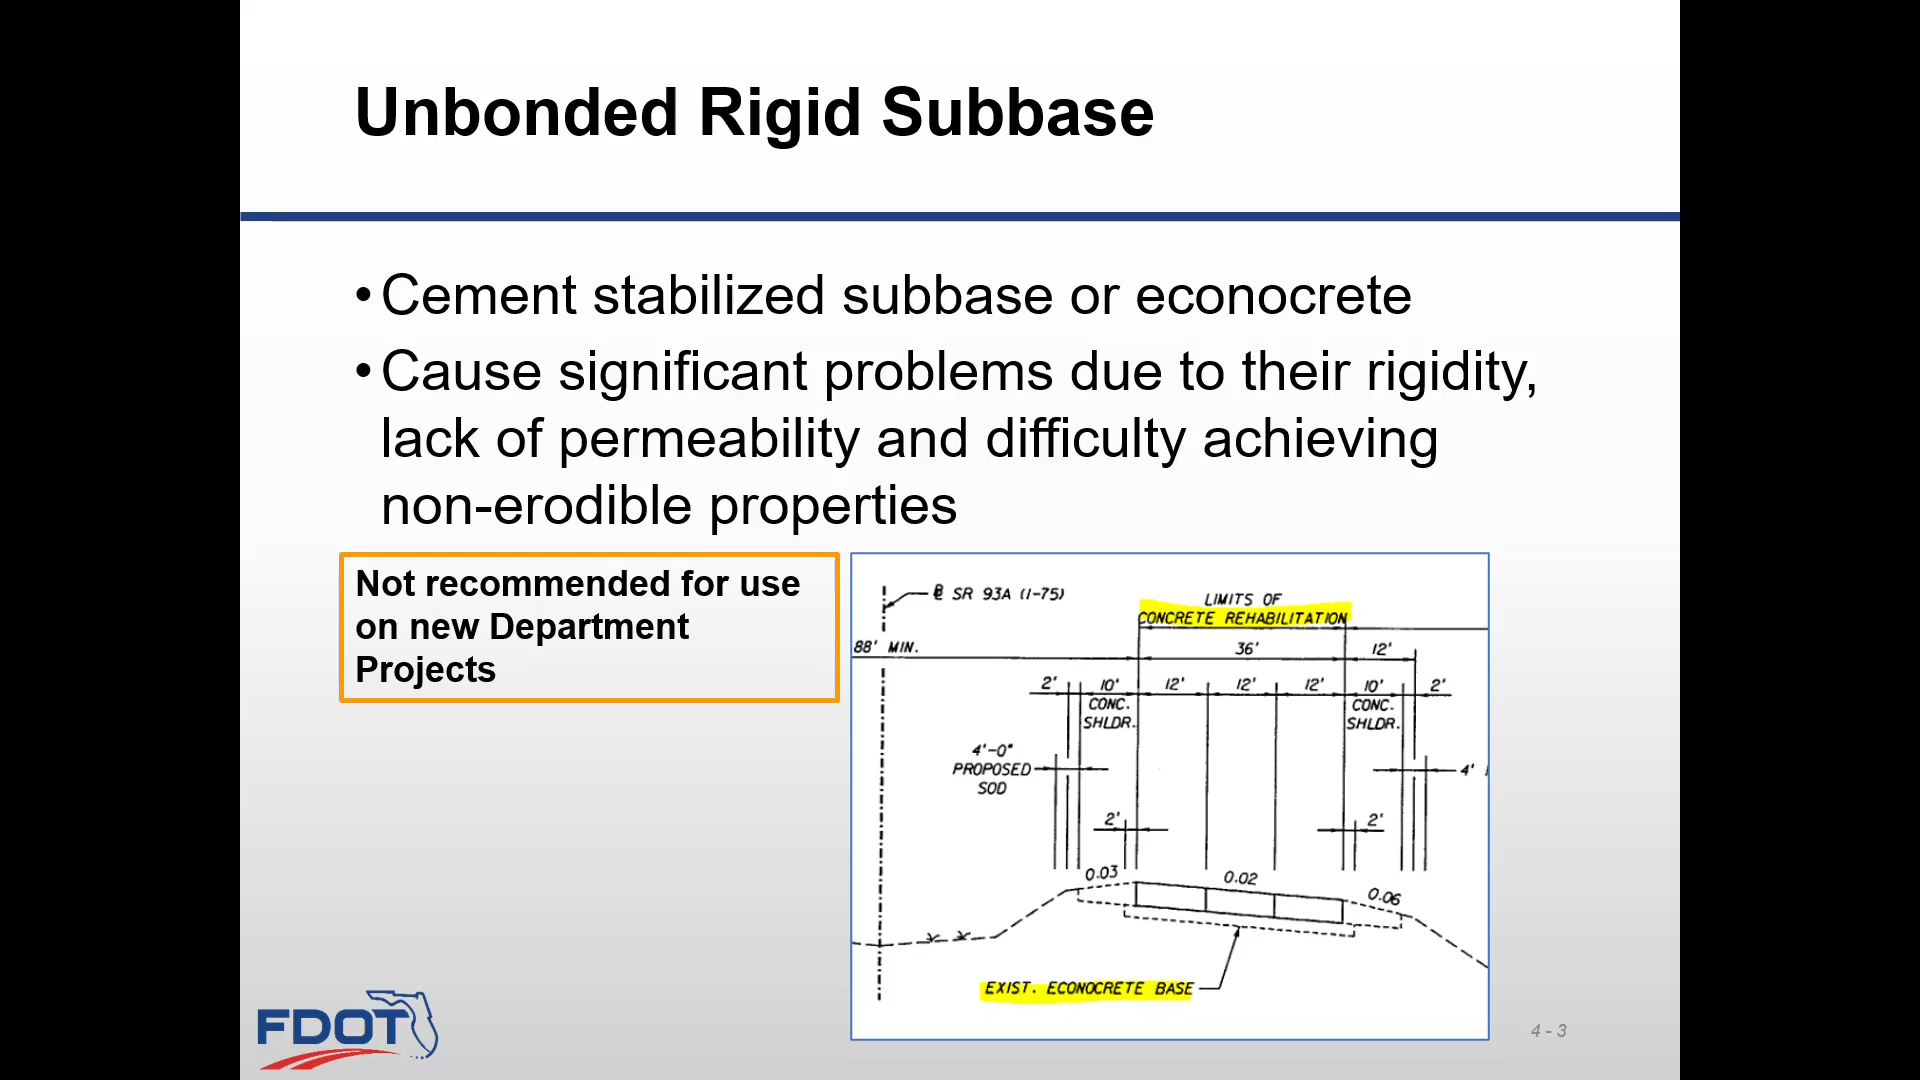 Unbonded Rigid Subbase
• Cement stabilized subbase or econocrete
• Cause significant problems due to their rigidity,
lack of permeability and difficulty achieving
non-erodible properties
Not recommended for use
on new Department
Projects
SR 93A (I-75)
LIMITS OF
CONCRETE REHABILITATION
88' MIN.
36'
12'
2'
10'
12'
12'
12'
10'
2'
CONC.
SHLDR.
CONC.
SHLDR.
4'-0"
PROPOSED
SOD
4'
2'
2'
0.03
0.02
0.06
EXIST. ECONOCRETE BASE
FDOT
4 - 3